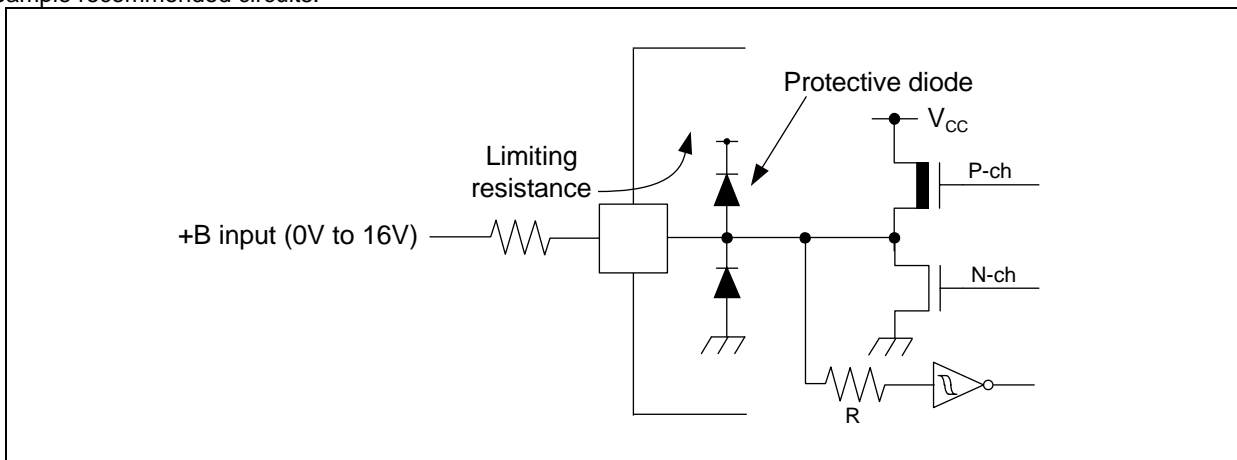 sample recommended circuits.
Protective diode
VCC
Limiting
resistance
P-ch
+B input (0V to 16V)
N-ch
R